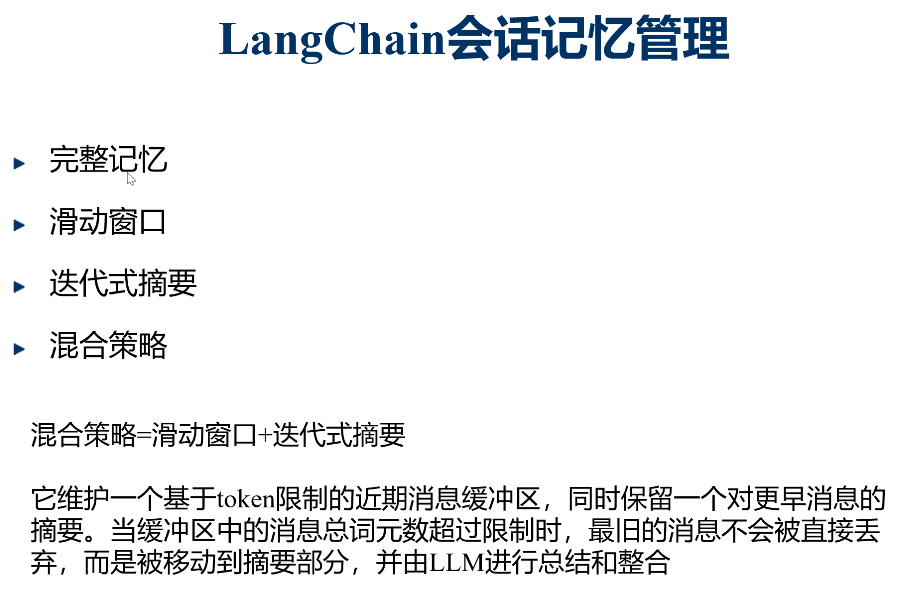 LangChain会话记忆管理
完整记忆
滑动窗口
迭代式摘要
混合策略
混合策略=滑动窗口+迭代式摘要
它维护一个基于token限制的近期消息缓冲区，同时保留一个对更早消息的
摘要。当缓冲区中的消息总词元数超过限制时，最旧的消息不会被直接丢
弃，而是被移动到摘要部分，并由LLM进行总结和整合